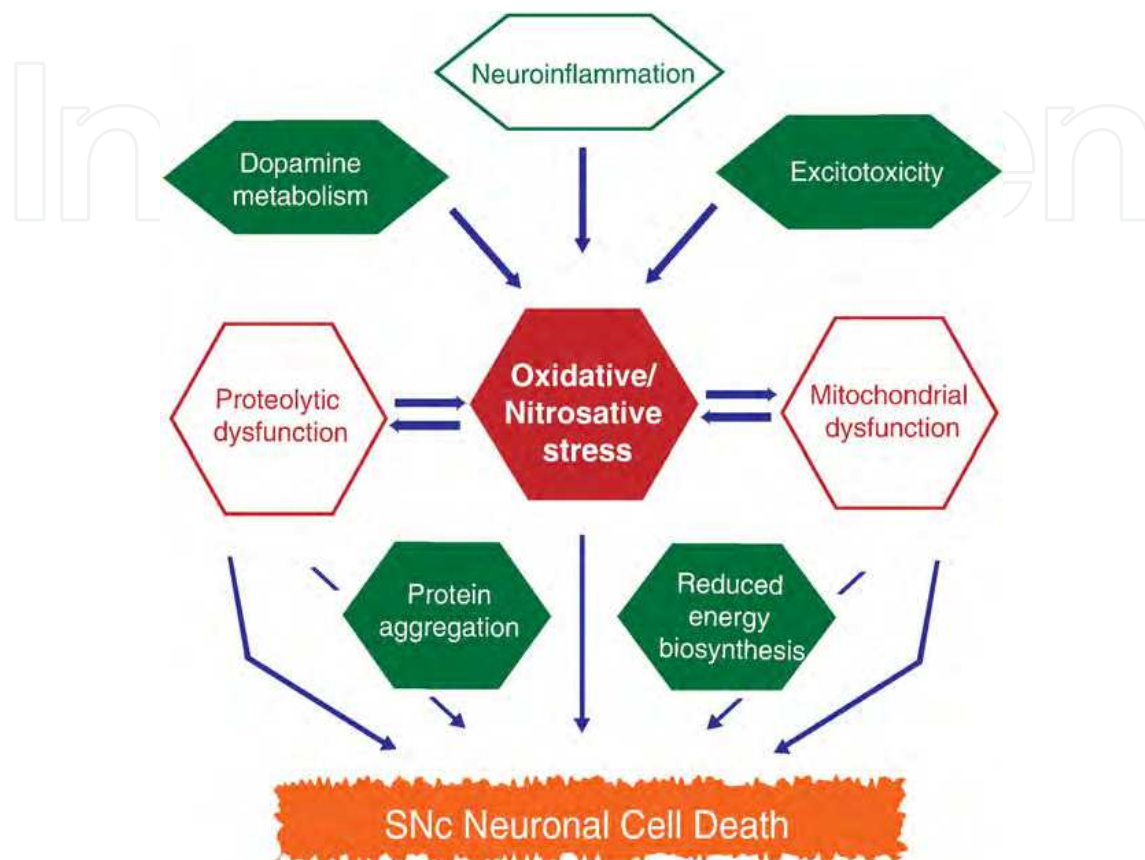 Neuroinflammation
Dopamine
metabolism
Excitotoxicity
Proteolytic
dysfunction
Oxidative/
Nitrosative
stress
Mitochondrial
dysfunction
Protein
aggregation
Reduced
energy
biosynthesis
SNc Neuronal Cell Death